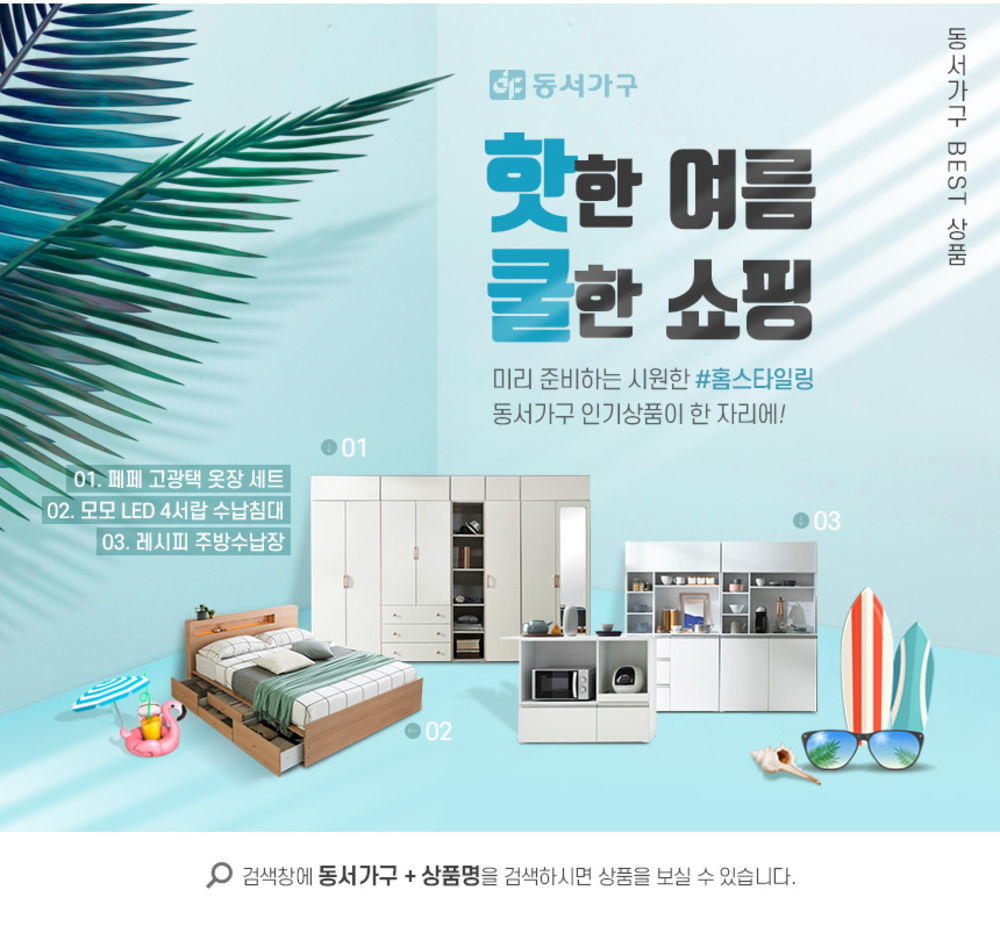 동서가구
핫한 여름
쿨한 쇼핑
미리 준비하는 시원한 #홈스타일링
동서가구 인기상품이 한 자리에!
동서가구 BEST 상품
01
01. 페페 고광택 옷장 세트
02. 모모 LED 4서랍 수납침대
03. 레시피 주방수납장
03
02
검색창에 동서가구 + 상품명을 검색하시면 상품을 보실 수 있습니다.